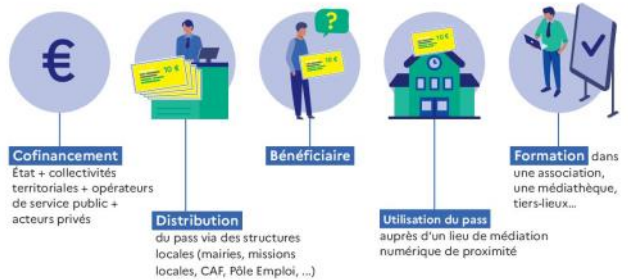 €
10 €
10 €
?
10 €
Cofinancement
État + collectivités
territoriales + opérateurs
de service public +
acteurs privés
Distribution
du pass via des structures
locales (mairies, missions
locales, CAF, Pôle Emploi, ...)
Bénéficiaire
Utilisation du pass
auprès d'un lieu de médiation
numérique de proximité
Formation dans
une association,
une médiathèque,
tiers-lieux...